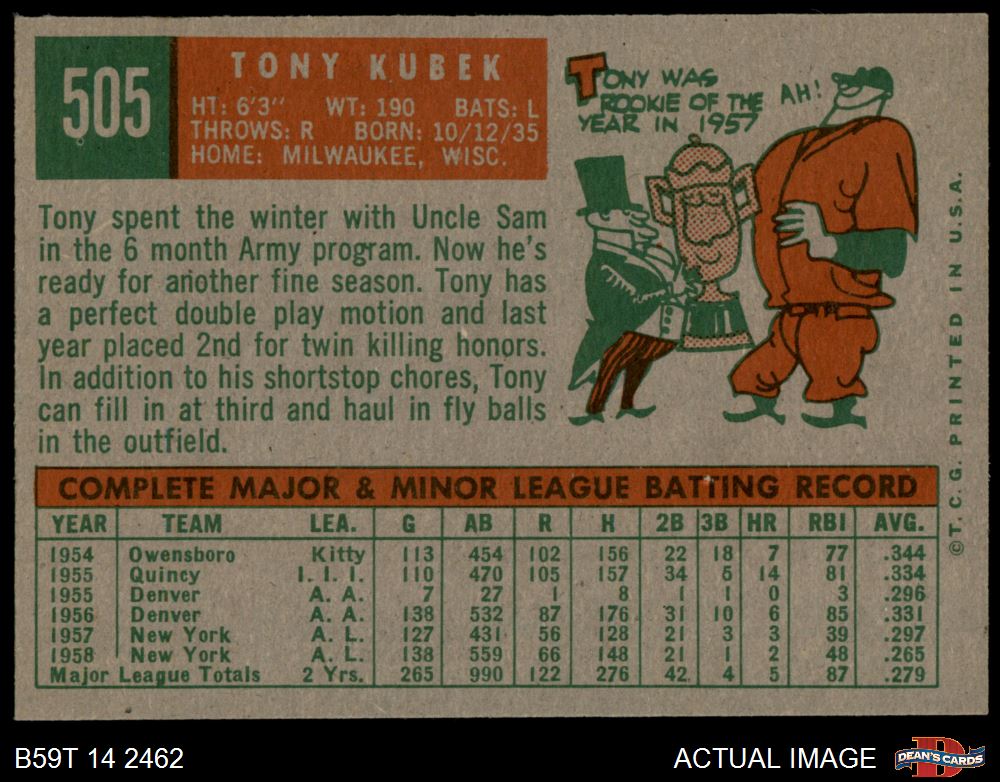 505
TONY KUBEK
HT: 6'3" WT: 190 BATS: L
THROWS: R BORN: 10/12/35
HOME: MILWAUKEE, WISC.
TONY WAS
ROOKIE OF THE
YEAR IN 1957
AH!
Tony spent the winter with Uncle Sam
in the 6 month Army program. Now he's
ready for another fine season. Tony has
a perfect double play motion and last
year placed 2nd for twin killing honors.
In addition to his shortstop chores, Tony
can fill in at third and haul in fly balls
in the outfield.
COMPLETE MAJOR & MINOR LEAGUE BATTING RECORD
YEAR TEAM LEA. G AB R H 2B 3B HR RBI AVG.
1954 Owensboro Kitty 113 454 102 156 22 18 7 77 .344
1955 Quincy I. I. I. 110 470 105 157 34 5 14 81 .334
1955 Denver A. A. 7 27 1 8 1 1 0 3 .296
1956 Denver A. A. 138 532 87 176 31 10 6 85 .331
1957 New York A. L. 127 431 56 128 21 3 3 39 .297
1958 New York A. L. 138 559 66 148 21 1 2 48 .265
Major League Totals 2 Yrs. 265 990 122 276 42 4 5 87 .279
©T. C. G. PRINTED IN U.S.A.
B59T 14 2462
ACTUAL IMAGE
D
DEAN'S CARDS